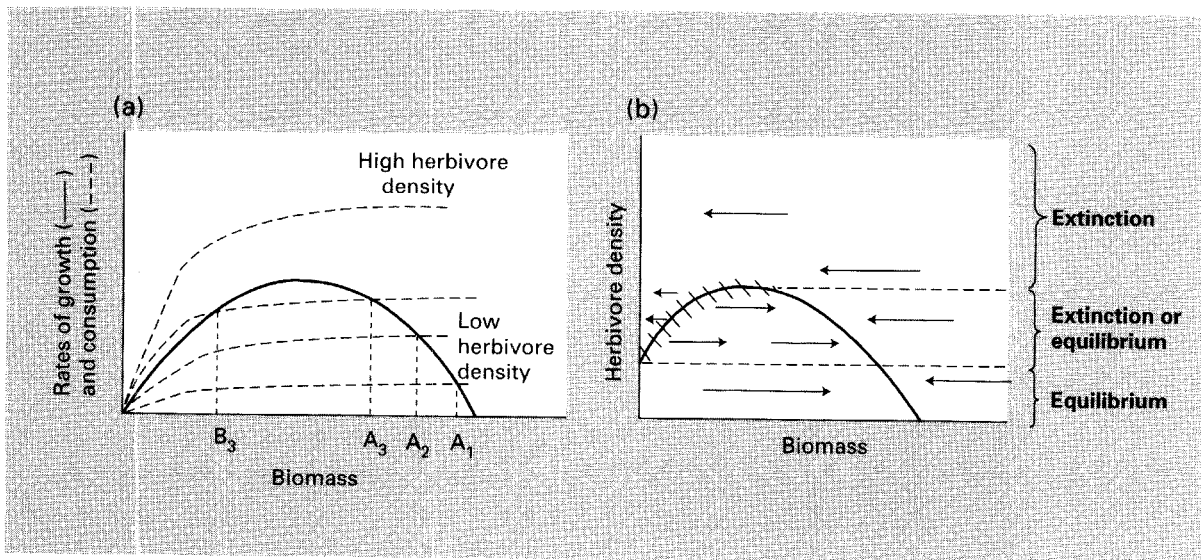 (a)
Rates of growth (——)
and consumption (– – –)
High herbivore
density
Low
herbivore
density
B₃
A₃
A₂
A₁
Biomass
(b)
Herbivore density
Biomass
Extinction
Extinction or
equilibrium
Equilibrium